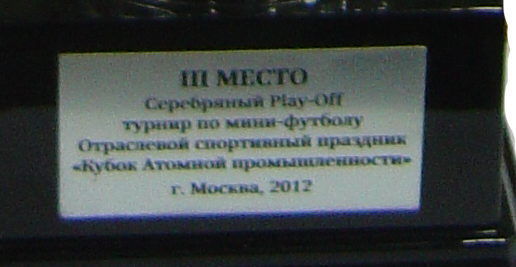 III МЕСТО
Серебряный Play-Off
турнир по мини-футболу
Отраслевой спортивный праздник
«Кубок Атомной промышленности»
г. Москва, 2012